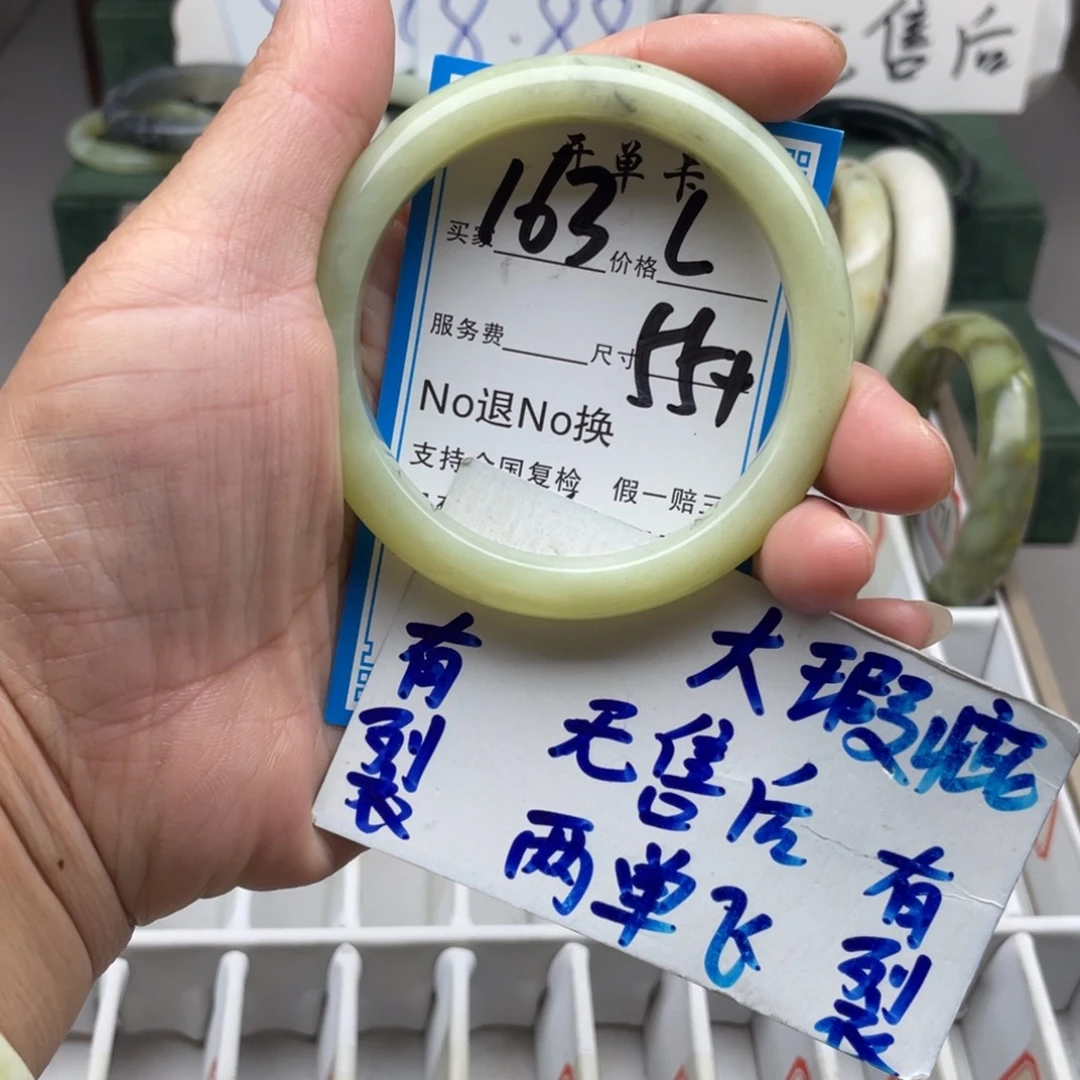 售后
开单卡
买家 163 价格 L
服务费 尺寸 55+
No退No换
支持全国复检 假一赔三
有裂
大瑕疵
无售后
两单飞
有裂